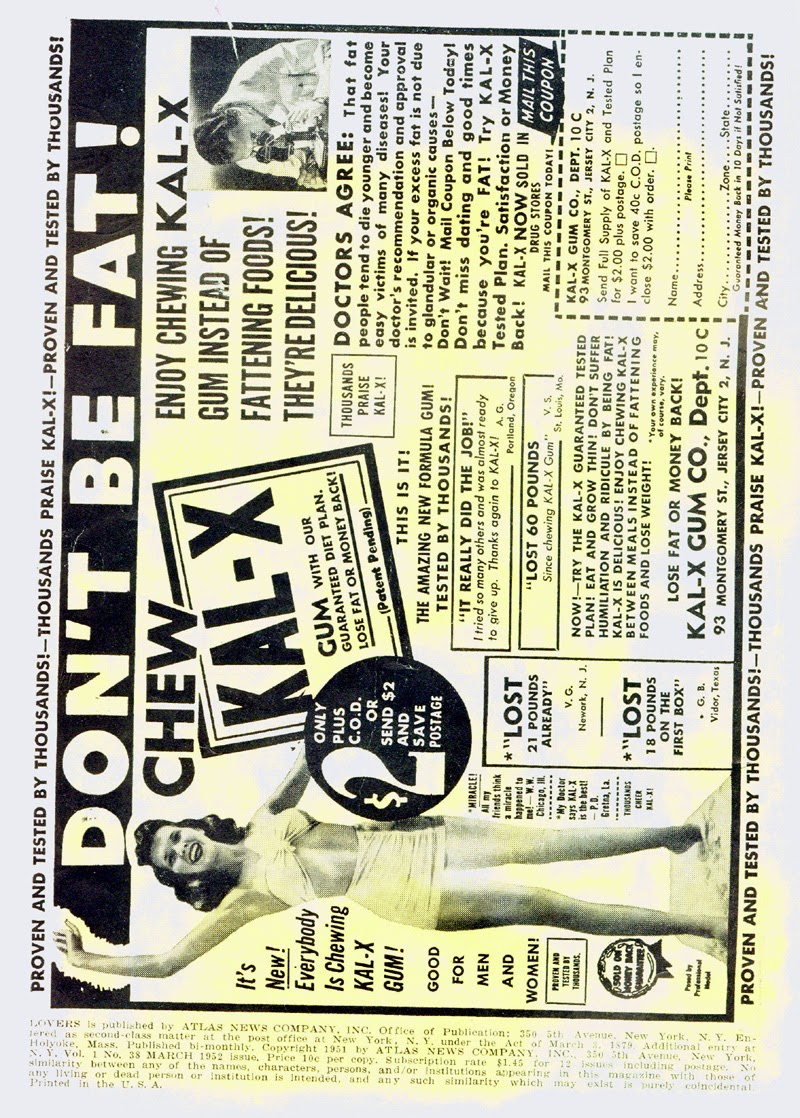 PROVEN AND TESTED BY THOUSANDS!—THOUSANDS PRAISE KAL-X!—PROVEN AND TESTED BY THOUSANDS!
DON'T BE FAT!
CHEW
KAL-X
GUM WITH OUR
GUARANTEED DIET PLAN.
LOSE FAT OR MONEY BACK!
(Patent Pending)
ENJOY CHEWING KAL-X
GUM INSTEAD OF
FATTENING FOODS!
THEY'RE DELICIOUS!
It's
New!
Everybody
Is Chewing
KAL-X
GUM!
GOOD
FOR
MEN
AND
WOMEN!
PROVEN AND
TESTED BY
THOUSANDS.
SOLD ON
MONEY BACK
GUARANTEE
Posed by
Professional
Model
ONLY
$2
PLUS
C.O.D.
OR
SEND $2
AND
SAVE
POSTAGE
"MIRACLE!
All my
friends think
a miracle
happened to
me! — W.W.
Chicago, Ill.
"My Doctor
says KAL-X
is the best!
— P.D.
Gretna, La.
THOUSANDS
CHEER
KAL-X!
*"LOST
21 POUNDS
ALREADY"
V. G.
Newark, N. J.
*"LOST
18 POUNDS
ON THE
FIRST BOX"
• G. B.
Vidor, Texas
THIS IS IT!
THE AMAZING NEW FORMULA GUM!
TESTED BY THOUSANDS!
THOUSANDS
PRAISE
KAL-X!
"IT REALLY DID THE JOB!"
I tried so many others and was almost ready
to give up. Thanks again to KAL-X! A. G.
Portland, Oregon
"LOST 60 POUNDS
Since chewing KAL-X Gum" V. S.
St. Louis, Mo.
NOW!—TRY THE KAL-X GUARANTEED TESTED
PLAN! EAT AND GROW THIN! DON'T SUFFER
HUMILIATION AND RIDICULE BY BEING FAT!
KAL-X IS DELICIOUS! ENJOY CHEWING KAL-X
BETWEEN MEALS INSTEAD OF FATTENING
FOODS AND LOSE WEIGHT!
*Your own experience may,
of course, vary.
LOSE FAT OR MONEY BACK!
KAL-X GUM CO., Dept. 10 C
93 MONTGOMERY ST., JERSEY CITY 2, N. J.
DOCTORS AGREE: That fat
people tend to die younger and become
easy victims of many diseases! Your
doctor's recommendation and approval
is invited. If your excess fat is not due
to glandular or organic causes—
Don't Wait! Mail Coupon Below Today!
Don't miss dating and good times
because you're FAT! Try KAL-X
Tested Plan. Satisfaction or Money
Back! KAL-X NOW SOLD IN
DRUG STORES
MAIL THIS
COUPON
MAIL THIS COUPON TODAY!
KAL-X GUM CO., DEPT. 10 C
93 MONTGOMERY ST., JERSEY CITY 2, N. J.
Send Full Supply of KAL-X and Tested Plan
for $2.00 plus postage. □
I want to save 40c C.O.D. postage so I en-
close $2.00 with order. □.
Name
Please Print
Address
City Zone State
Guaranteed Money Back in 10 Days if Not Satisfied!
PROVEN AND TESTED BY THOUSANDS!—THOUSANDS PRAISE KAL-X!—PROVEN AND TESTED BY THOUSANDS!
LOVERS is published by ATLAS NEWS COMPANY, INC. Office of Publication: 350 5th Avenue, New York, N. Y. En-
tered as second-class matter at the post office at New York, N. Y. under the Act of March 3, 1879. Additional entry at
Holyoke, Mass. Published bi-monthly. Copyright 1951 by ATLAS NEWS COMPANY, INC., 350 5th Avenue, New York,
N. Y. Vol. 1 No. 38 MARCH 1952 issue. Price 10c per copy. Subscription rate $1.45 for 12 issues including postage. No
similarity between any of the names, characters, persons, and/or institutions appearing in this magazine with those of
any living or dead person or institution is intended, and any such similarity which may exist is purely coincidental.
Printed in the U. S. A.